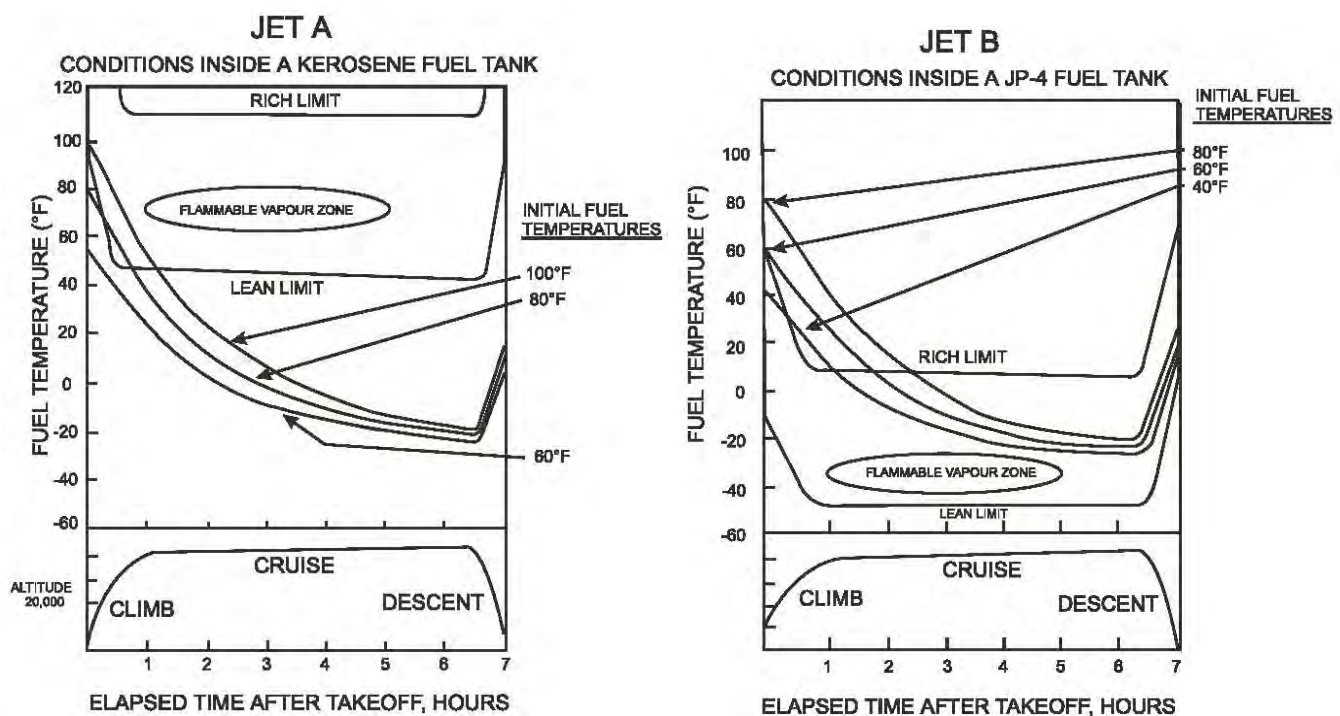 JET A
CONDITIONS INSIDE A KEROSENE FUEL TANK
120
100
80
60
40
20
0
-20
-40
-60
FUEL TEMPERATURE (°F)
RICH LIMIT
FLAMMABLE VAPOUR ZONE
LEAN LIMIT
INITIAL FUEL
TEMPERATURES
100°F
80°F
60°F
ALTITUDE
20,000
CLIMB
CRUISE
DESCENT
1 2 3 4 5 6 7
ELAPSED TIME AFTER TAKEOFF, HOURS
JET B
CONDITIONS INSIDE A JP-4 FUEL TANK
100
80
60
40
20
0
-20
-40
-60
FUEL TEMPERATURE (°F)
INITIAL FUEL
TEMPERATURES
80°F
60°F
40°F
RICH LIMIT
FLAMMABLE VAPOUR ZONE
LEAN LIMIT
CLIMB
CRUISE
DESCENT
1 2 3 4 5 6 7
ELAPSED TIME AFTER TAKEOFF, HOURS